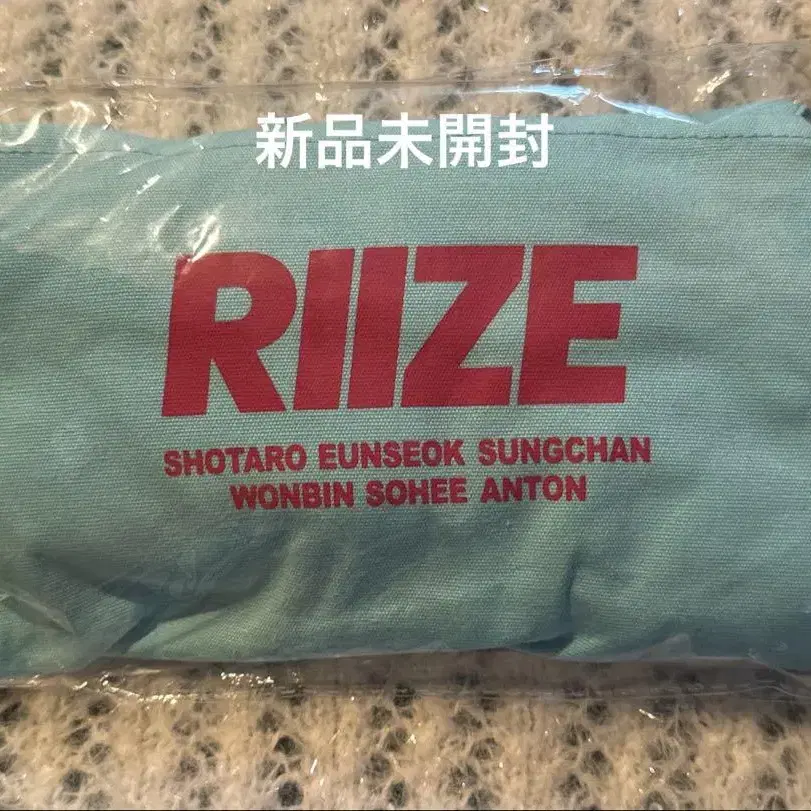 新品未開封
RIIZE
SHOTARO EUNSEOK SUNGCHAN
WONBIN SOHEE ANTON